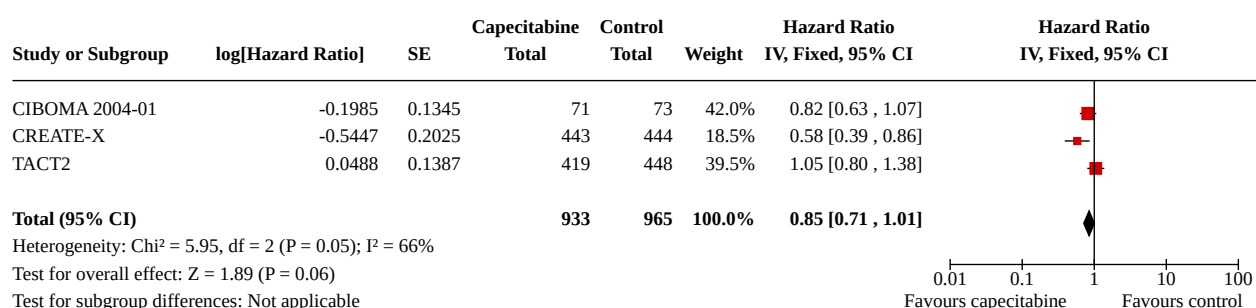 Capecitabine Control Hazard Ratio Hazard Ratio
Study or Subgroup log[Hazard Ratio] SE Total Total Weight IV, Fixed, 95% CI IV, Fixed, 95% CI
CIBOMA 2004-01 -0.1985 0.1345 71 73 42.0% 0.82 [0.63 , 1.07]
CREATE-X -0.5447 0.2025 443 444 18.5% 0.58 [0.39 , 0.86]
TACT2 0.0488 0.1387 419 448 39.5% 1.05 [0.80 , 1.38]
Total (95% CI) 933 965 100.0% 0.85 [0.71 , 1.01]
Heterogeneity: Chi² = 5.95, df = 2 (P = 0.05); I² = 66%
Test for overall effect: Z = 1.89 (P = 0.06) 0.01 0.1 1 10 100
Test for subgroup differences: Not applicable Favours capecitabine Favours control